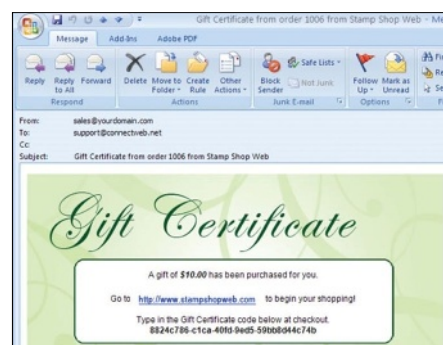 Gift Certificate from order 1006 from Stamp Shop Web - Me
Message Add-Ins Adobe PDF
Reply Reply to All Forward Delete Move to Folder Create Rule Other Actions Block Sender Safe Lists Not Junk Follow Up Mark as Unread
Respond Actions Junk E-mail Options
From: sales@yourdomain.com
To: support@connectweb.net
Cc:
Subject: Gift Certificate from order 1006 from Stamp Shop Web
Gift Certificate
A gift of $10.00 has been purchased for you.
Go to http://www.stampshopweb.com to begin your shopping!
Type in the Gift Certificate code below at checkout.
8824c786-c1ca-40fd-9ed5-59bb8d44c74b